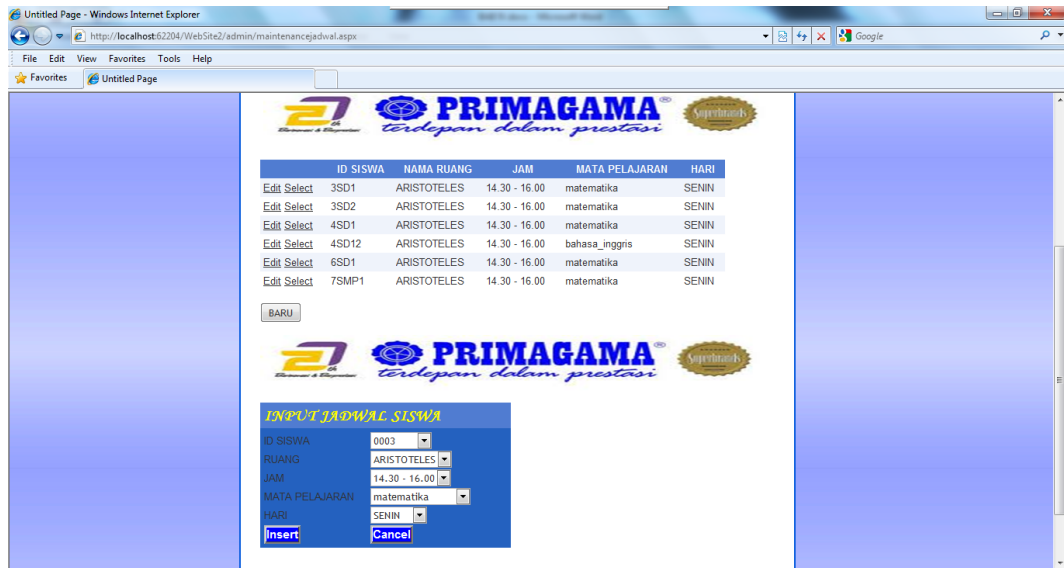 Untitled Page - Windows Internet Explorer
http://localhost:62204/WebSite2/admin/maintenancejadwal.aspx
Google
File Edit View Favorites Tools Help
Favorites Untitled Page
27th PRIMAGAMA®
terdepan dalam prestasi
Superbrands
ID SISWA NAMA RUANG JAM MATA PELAJARAN HARI
Edit Select 3SD1 ARISTOTELES 14.30 - 16.00 matematika SENIN
Edit Select 3SD2 ARISTOTELES 14.30 - 16.00 matematika SENIN
Edit Select 4SD1 ARISTOTELES 14.30 - 16.00 matematika SENIN
Edit Select 4SD12 ARISTOTELES 14.30 - 16.00 bahasa_inggris SENIN
Edit Select 6SD1 ARISTOTELES 14.30 - 16.00 matematika SENIN
Edit Select 7SMP1 ARISTOTELES 14.30 - 16.00 matematika SENIN
BARU
27th PRIMAGAMA®
terdepan dalam prestasi
Superbrands
INPUT JADWAL SISWA
ID SISWA 0003
RUANG ARISTOTELES
JAM 14.30 - 16.00
MATA PELAJARAN matematika
HARI SENIN
Insert Cancel